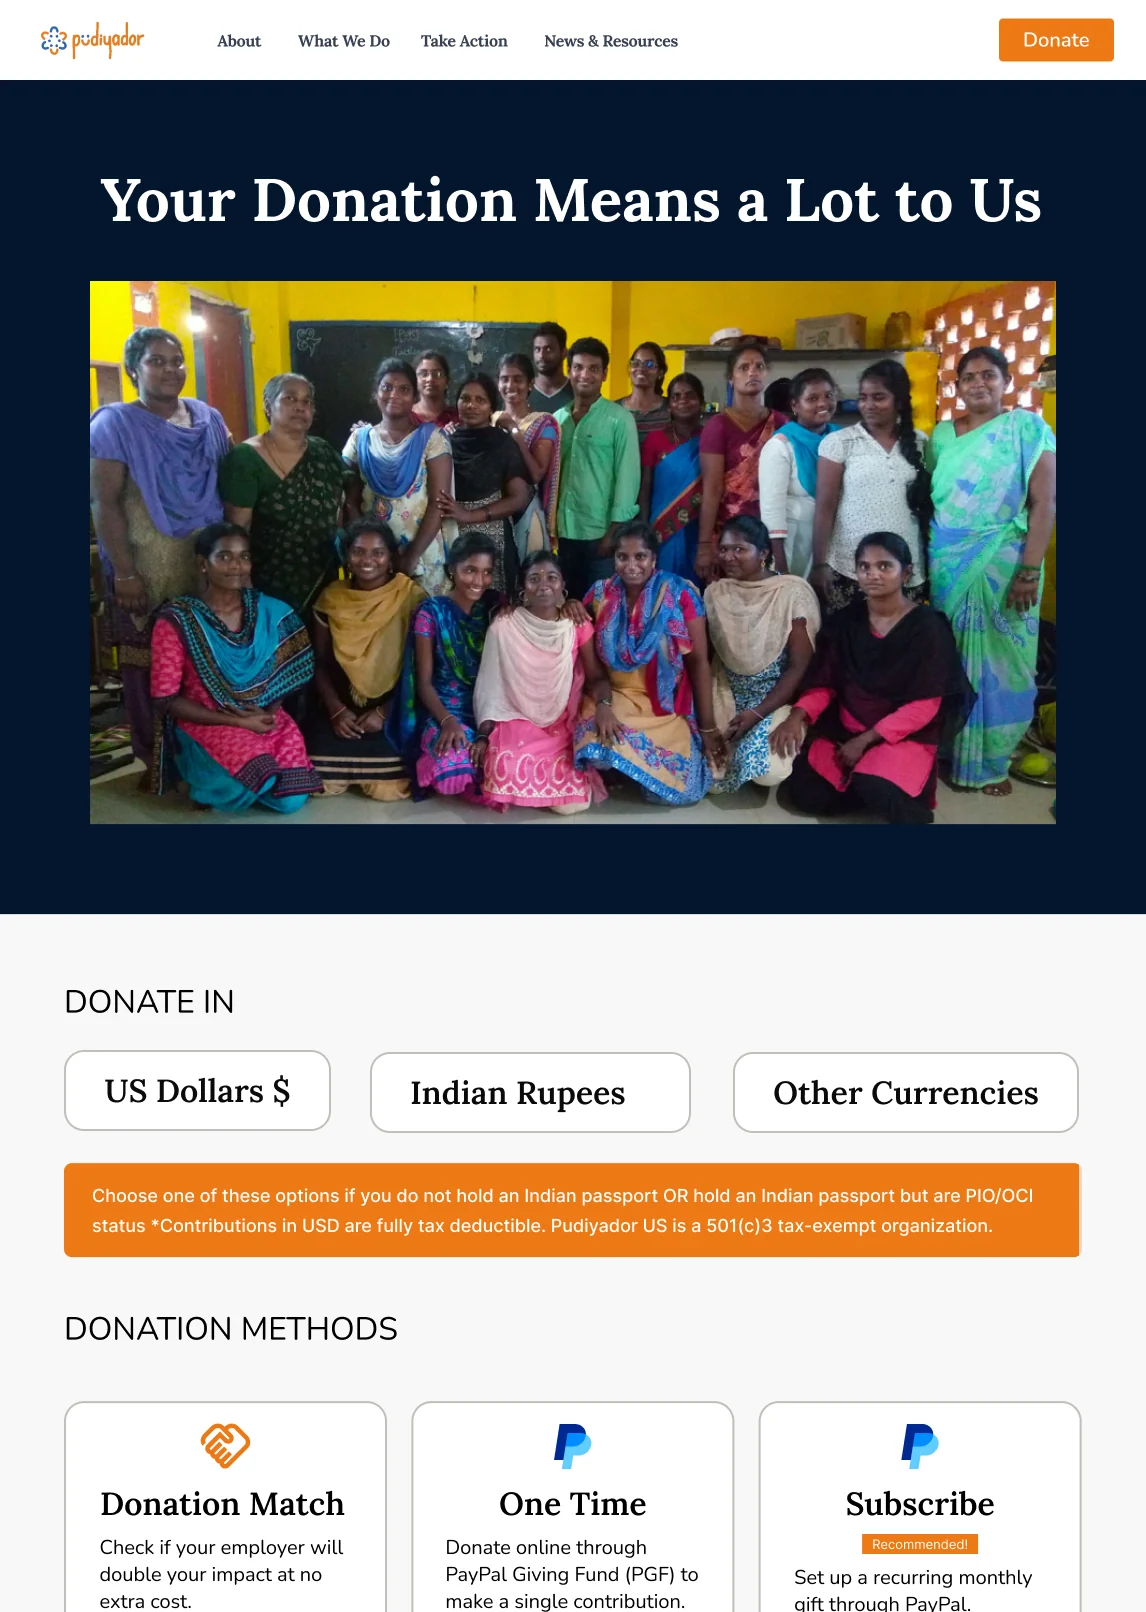 pudiyador
About
What We Do
Take Action
News & Resources
Donate
Your Donation Means a Lot to Us
DONATE IN
US Dollars $
Indian Rupees
Other Currencies
Choose one of these options if you do not hold an Indian passport OR hold an Indian passport but are PIO/OCI
status *Contributions in USD are fully tax deductible. Pudiyador US is a 501(c)3 tax-exempt organization.
DONATION METHODS
Donation Match
Check if your employer will
double your impact at no
extra cost.
One Time
Donate online through
PayPal Giving Fund (PGF) to
make a single contribution.
Subscribe
Recommended!
Set up a recurring monthly
gift through PayPal.